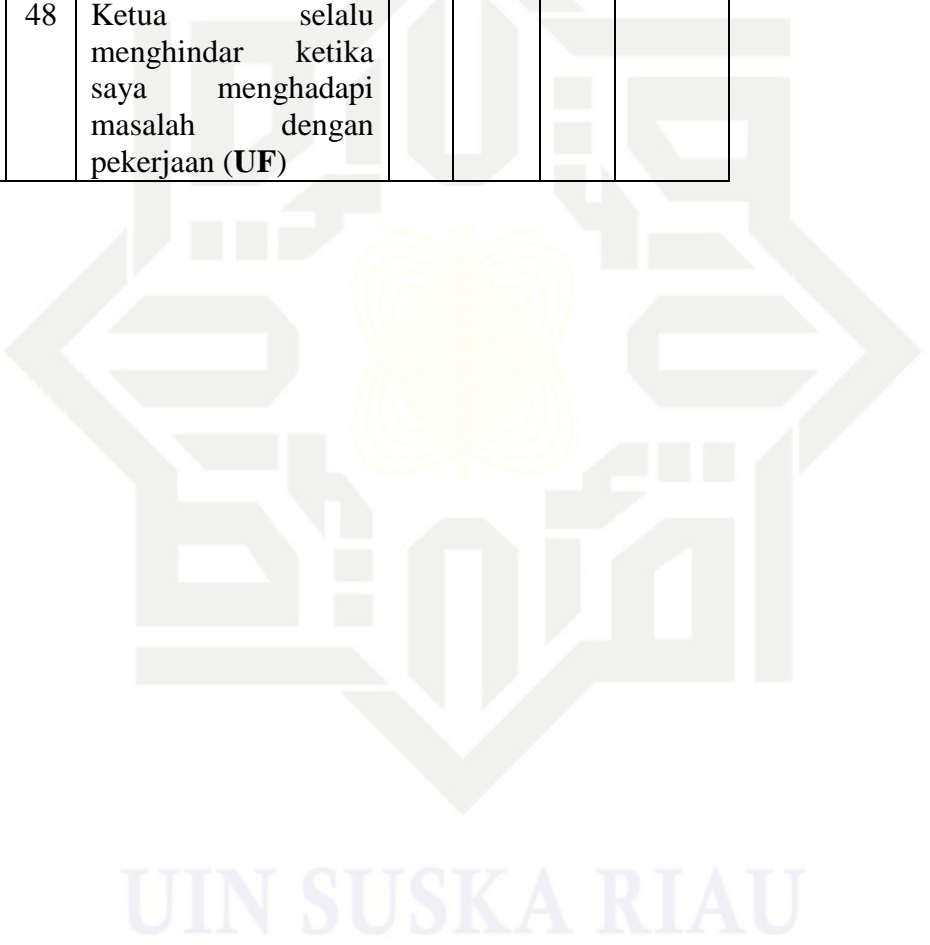 48 Ketua selalu
menghindar ketika
saya menghadapi
masalah dengan
pekerjaan (UF)
UIN SUSKA RIAU